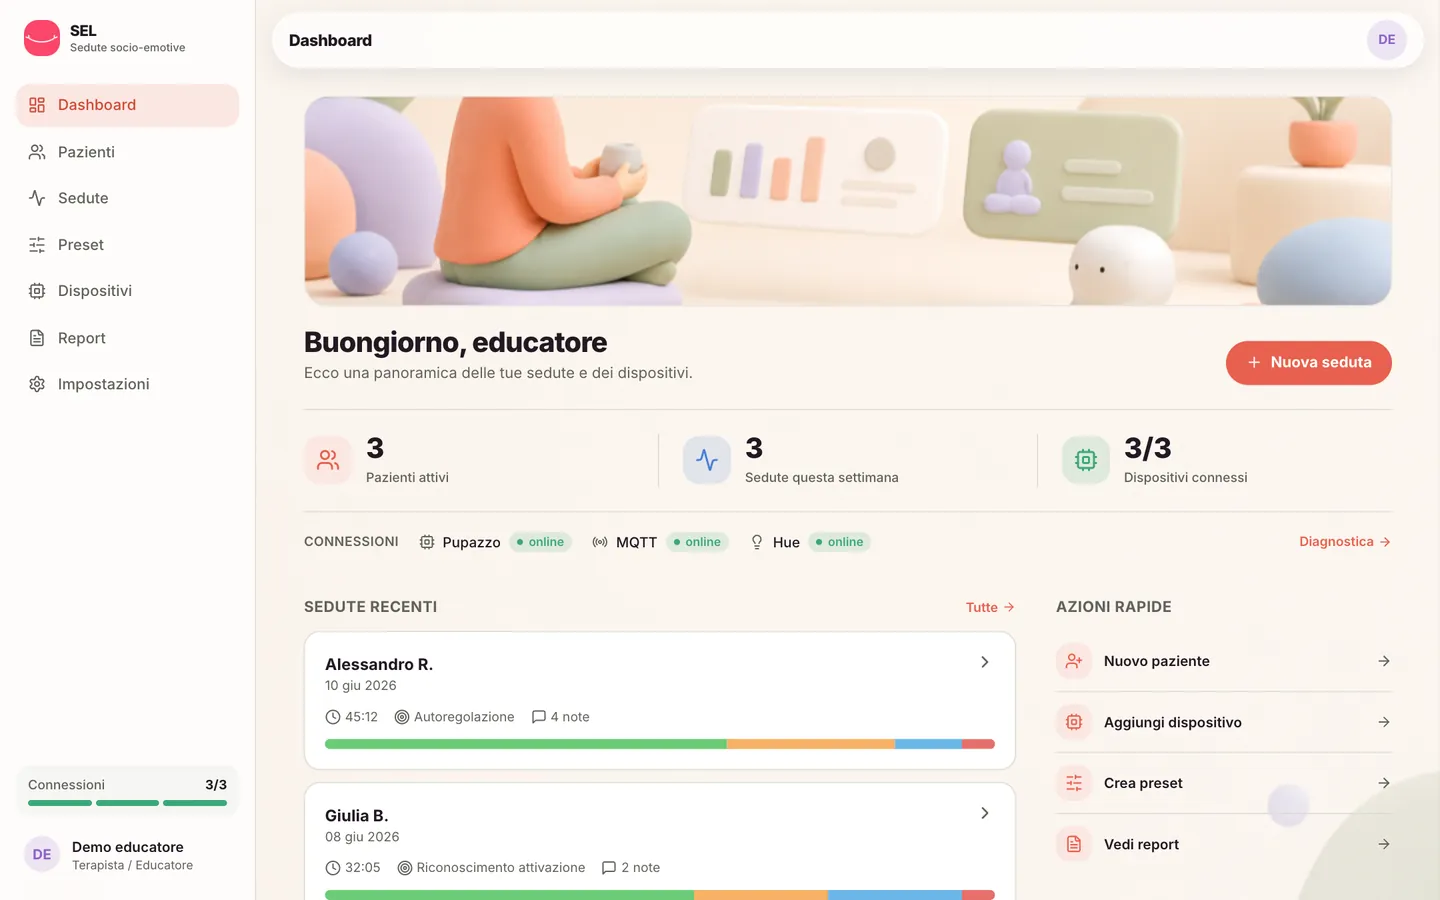 SEL
Sedute socio-emotive
Dashboard
Pazienti
Sedute
Preset
Dispositivi
Report
Impostazioni
Connessioni 3/3
DE
Demo educatore
Terapista / Educatore
Dashboard
DE
Buongiorno, educatore
Ecco una panoramica delle tue sedute e dei dispositivi.
+ Nuova seduta
3
Pazienti attivi
3
Sedute questa settimana
3/3
Dispositivi connessi
CONNESSIONI Pupazzo online MQTT online Hue online Diagnostica →
SEDUTE RECENTI Tutte →
Alessandro R.
10 giu 2026
45:12 Autoregolazione 4 note
Giulia B.
08 giu 2026
32:05 Riconoscimento attivazione 2 note
AZIONI RAPIDE
Nuovo paziente →
Aggiungi dispositivo →
Crea preset →
Vedi report →